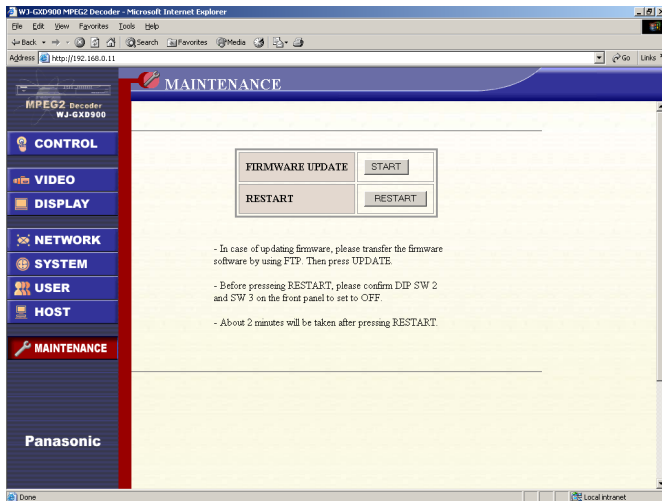 WJ-GXD900 MPEG2 Decoder - Microsoft Internet Explorer
File Edit View Favorites Tools Help
Back Search Favorites Media
Address http://192.168.0.11 Go Links
MAINTENANCE
MPEG2 Decoder
WJ-GXD900
CONTROL
VIDEO
DISPLAY
NETWORK
SYSTEM
USER
HOST
MAINTENANCE
Panasonic
FIRMWARE UPDATE START
RESTART RESTART
- In case of updating firmware, please transfer the firmware
software by using FTP. Then press UPDATE.
- Before presseing RESTART, please confirm DIP SW 2
and SW 3 on the front panel to set to OFF.
- About 2 minutes will be taken after pressing RESTART.
Done Local intranet